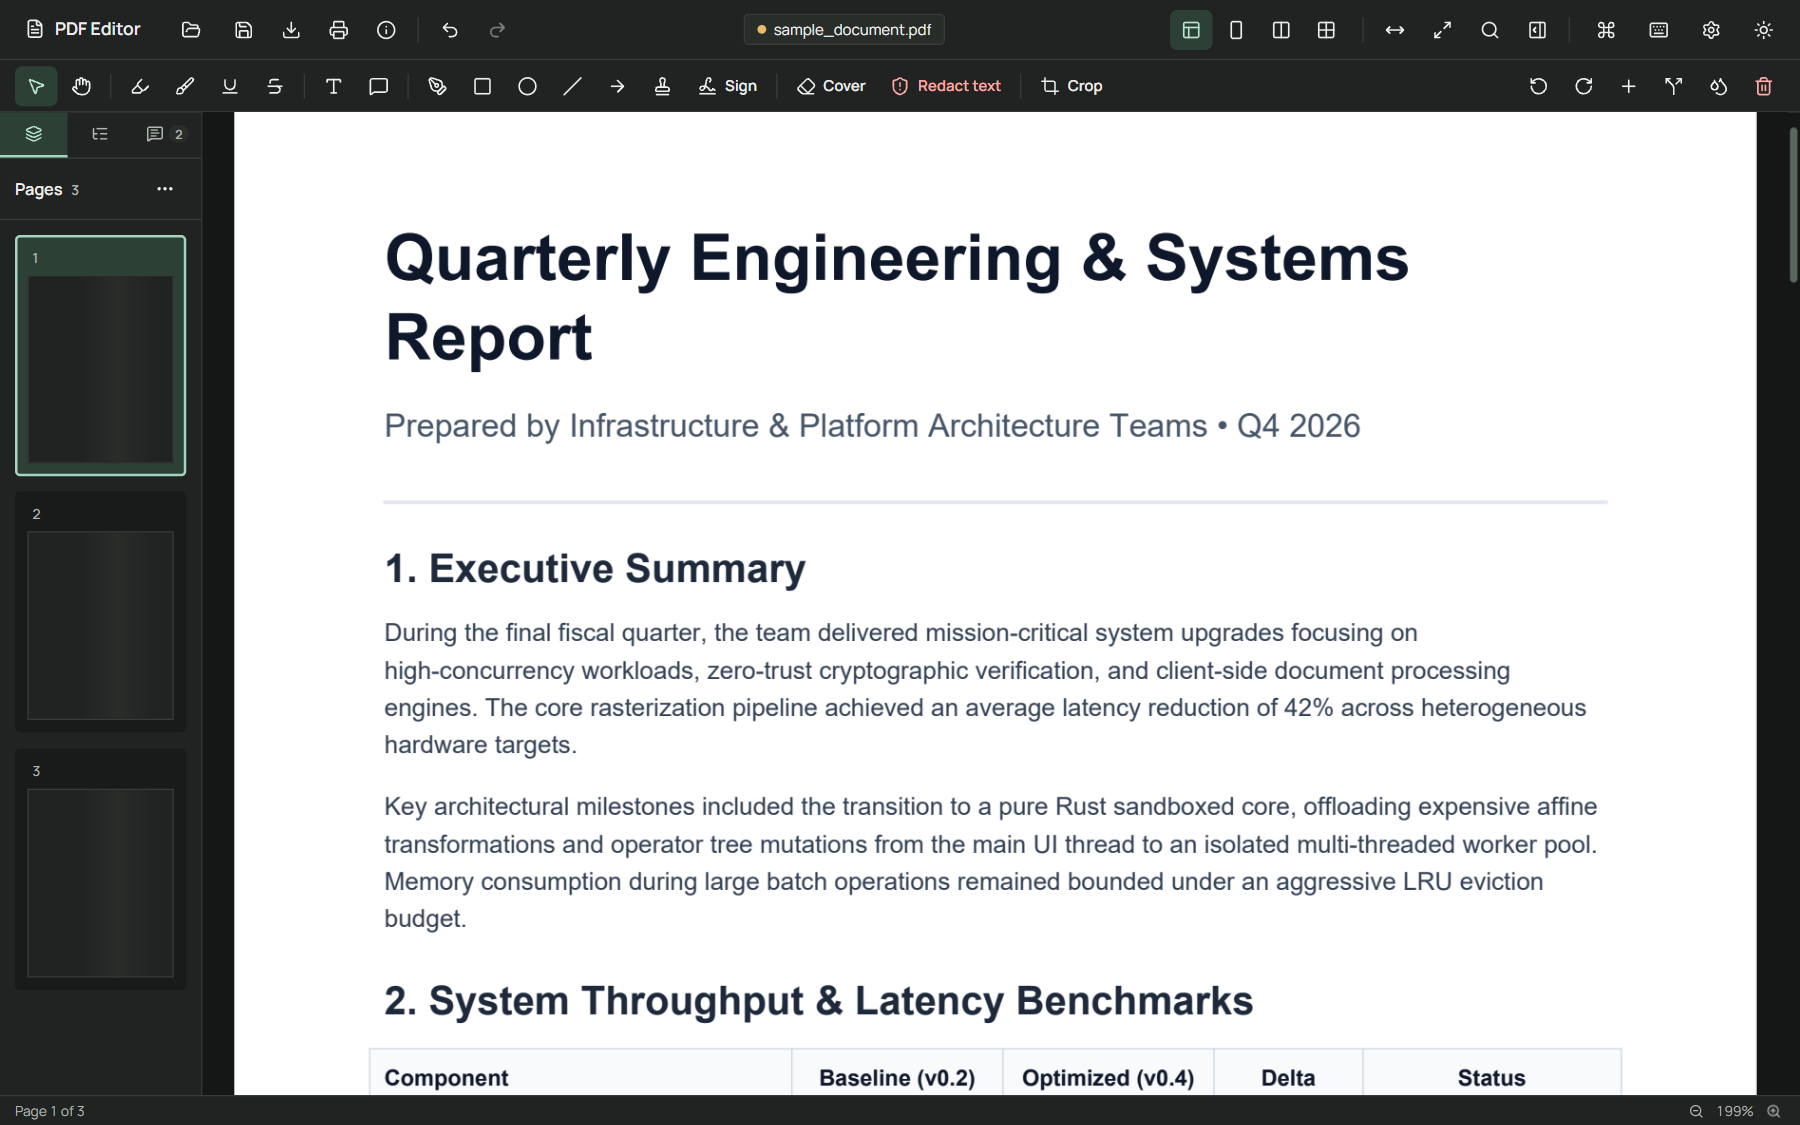 PDF Editor
sample_document.pdf
Sign
Cover
Redact text
Crop
2
Pages 3
1
2
3
Quarterly Engineering & Systems
Report
Prepared by Infrastructure & Platform Architecture Teams • Q4 2026
1. Executive Summary
During the final fiscal quarter, the team delivered mission-critical system upgrades focusing on
high-concurrency workloads, zero-trust cryptographic verification, and client-side document processing
engines. The core rasterization pipeline achieved an average latency reduction of 42% across heterogeneous
hardware targets.
Key architectural milestones included the transition to a pure Rust sandboxed core, offloading expensive affine
transformations and operator tree mutations from the main UI thread to an isolated multi-threaded worker pool.
Memory consumption during large batch operations remained bounded under an aggressive LRU eviction
budget.
2. System Throughput & Latency Benchmarks
Component Baseline (v0.2) Optimized (v0.4) Delta Status
Page 1 of 3
199%